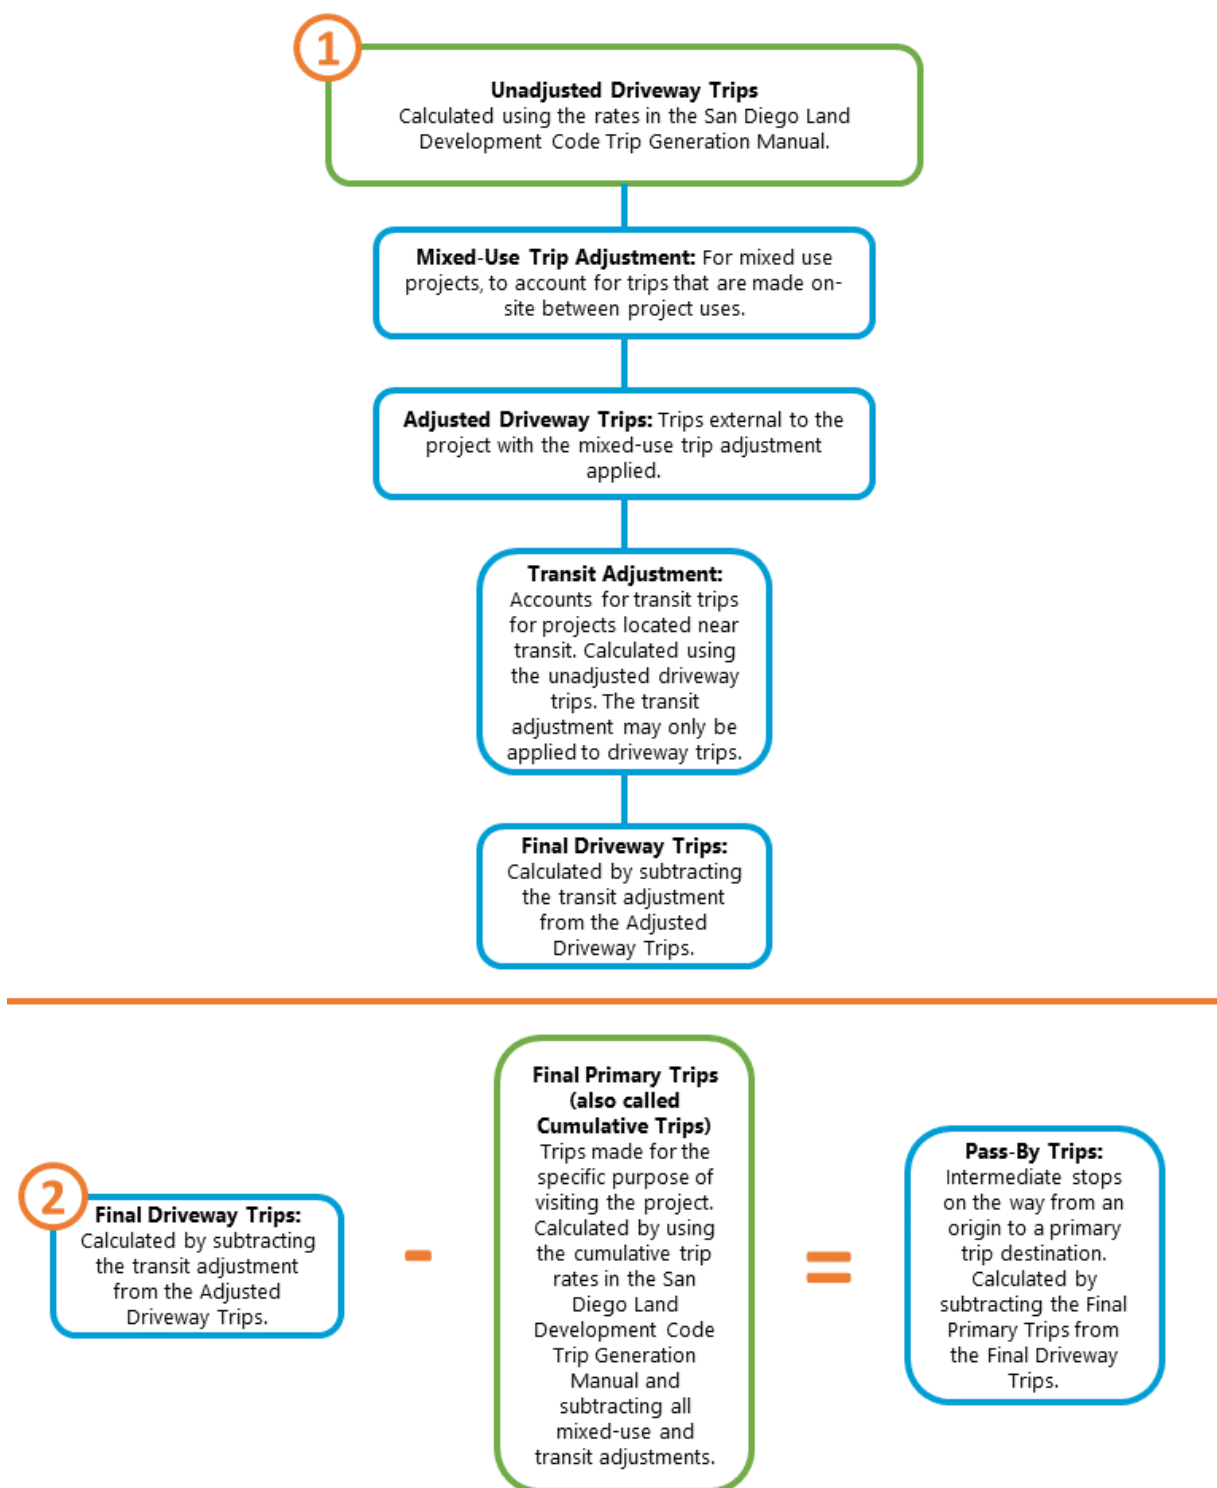 1
Unadjusted Driveway Trips
Calculated using the rates in the San Diego Land
Development Code Trip Generation Manual.
Mixed-Use Trip Adjustment: For mixed use
projects, to account for trips that are made on-
site between project uses.
Adjusted Driveway Trips: Trips external to the
project with the mixed-use trip adjustment
applied.
Transit Adjustment:
Accounts for transit trips
for projects located near
transit. Calculated using
the unadjusted driveway
trips. The transit
adjustment may only be
applied to driveway trips.
Final Driveway Trips:
Calculated by subtracting
the transit adjustment
from the Adjusted
Driveway Trips.
2
Final Driveway Trips:
Calculated by subtracting
the transit adjustment
from the Adjusted
Driveway Trips.
-
Final Primary Trips
(also called
Cumulative Trips)
Trips made for the
specific purpose of
visiting the project.
Calculated by using
the cumulative trip
rates in the San
Diego Land
Development Code
Trip Generation
Manual and
subtracting all
mixed-use and
transit adjustments.
=
Pass-By Trips:
Intermediate stops
on the way from an
origin to a primary
trip destination.
Calculated by
subtracting the Final
Primary Trips from
the Final Driveway
Trips.